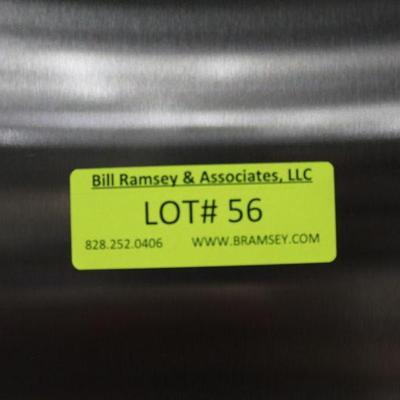 Bill Ramsey & Associates, LLC
LOT# 56
828.252.0406 WWW.BRAMSEY.COM